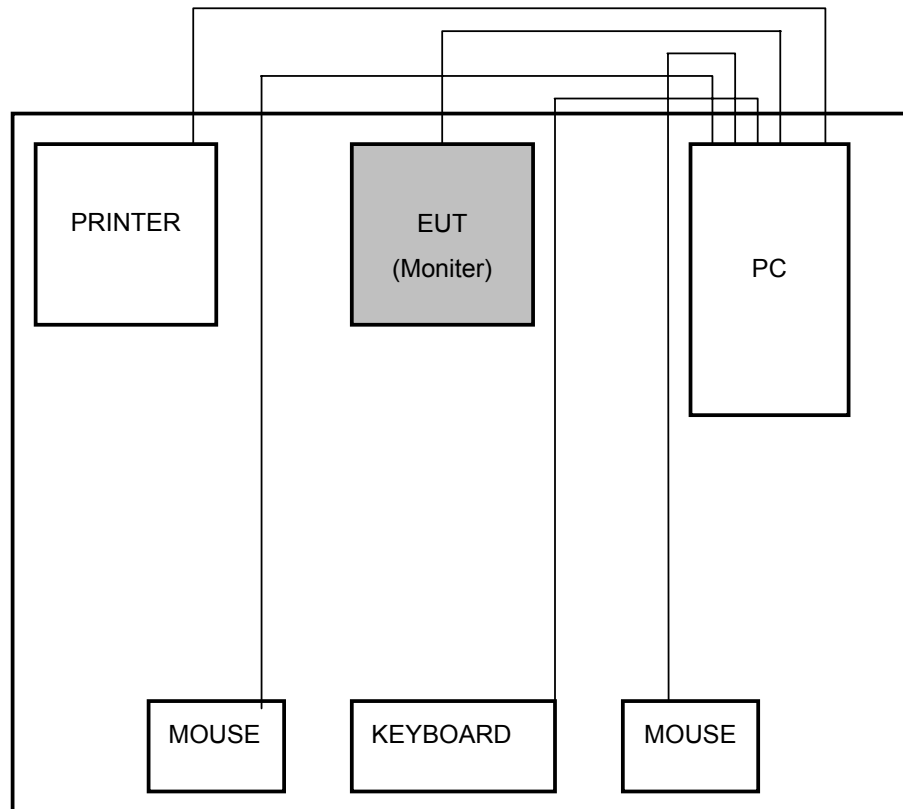 PRINTER
EUT
(Moniter)
PC
MOUSE
KEYBOARD
MOUSE